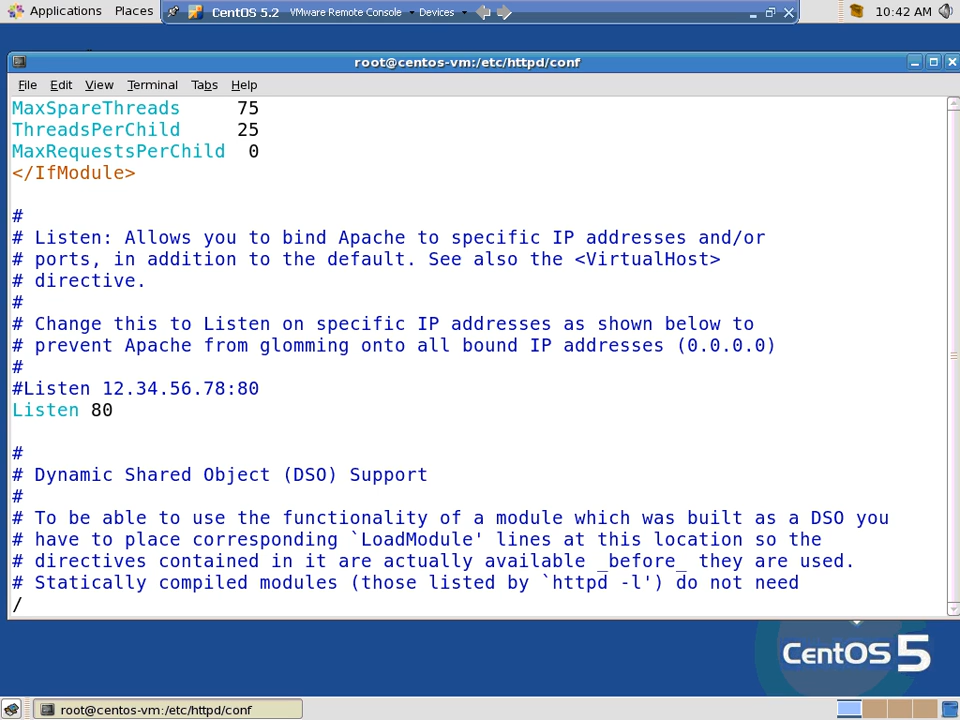 Applications Places CentOS 5.2 VMware Remote Console Devices 10:42 AM
root@centos-vm:/etc/httpd/conf
File Edit View Terminal Tabs Help
MaxSpareThreads 75
ThreadsPerChild 25
MaxRequestsPerChild 0
</IfModule>
#
# Listen: Allows you to bind Apache to specific IP addresses and/or
# ports, in addition to the default. See also the <VirtualHost>
# directive.
#
# Change this to Listen on specific IP addresses as shown below to
# prevent Apache from glomming onto all bound IP addresses (0.0.0.0)
#
#Listen 12.34.56.78:80
Listen 80
#
# Dynamic Shared Object (DSO) Support
#
# To be able to use the functionality of a module which was built as a DSO you
# have to place corresponding `LoadModule' lines at this location so the
# directives contained in it are actually available _before_ they are used.
# Statically compiled modules (those listed by `httpd -l') do not need
/
CentOS 5
root@centos-vm:/etc/httpd/conf